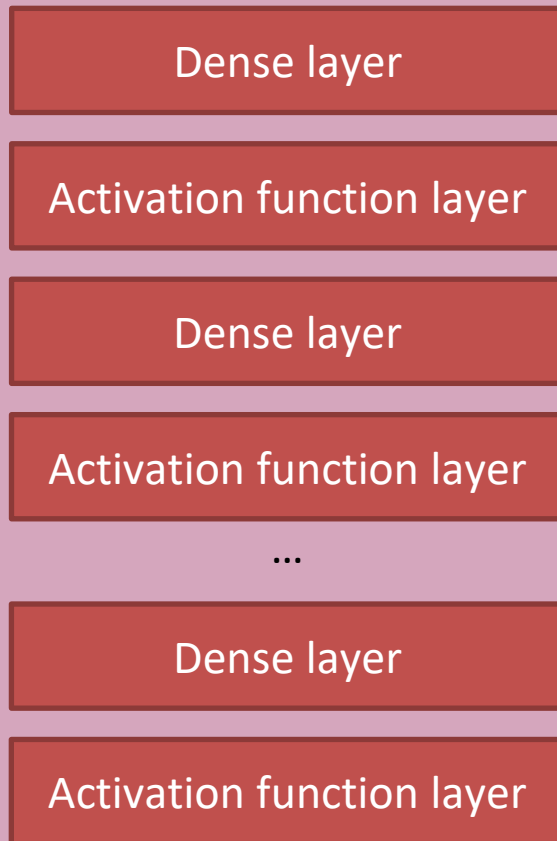 Dense layer
Activation function layer
Dense layer
Activation function layer
...
Dense layer
Activation function layer